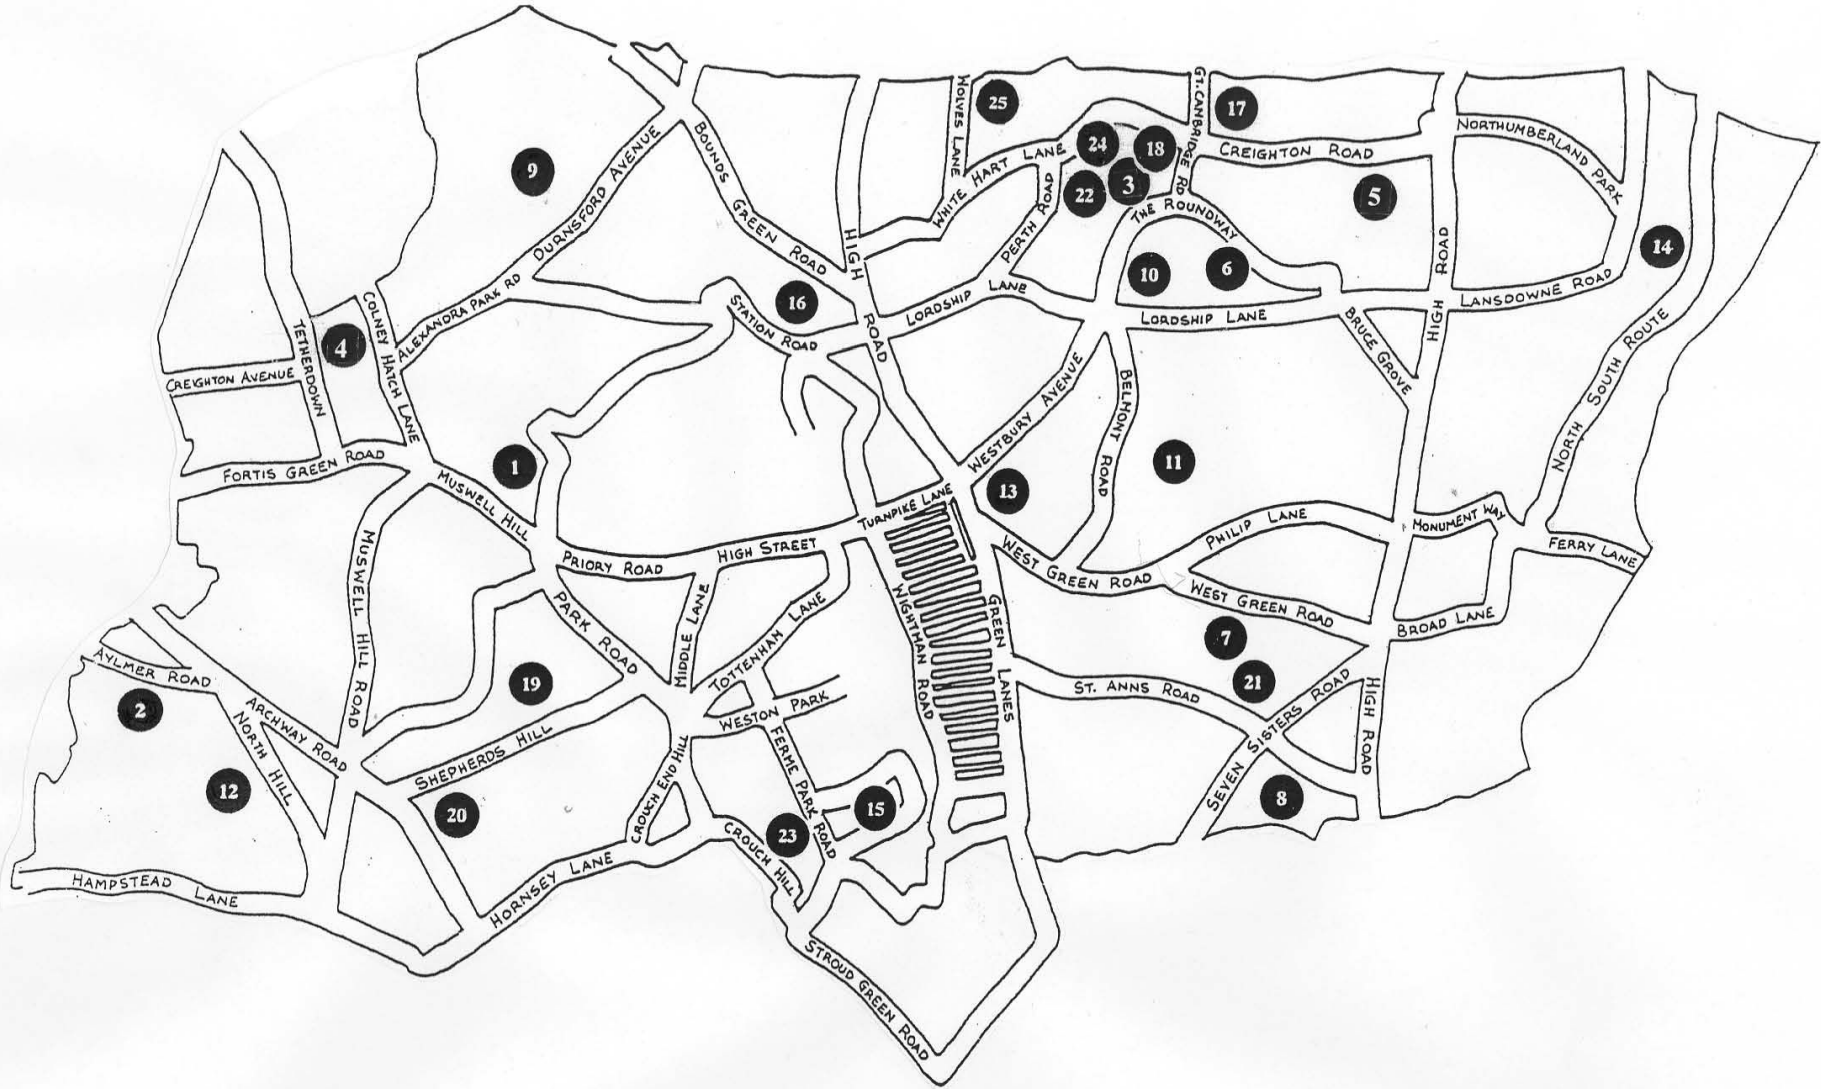 WOLVES LANE
25
GT. CANBRIDGE RD
17
NORTHUMBERLAND PARK
24
18
CREIGHTON ROAD
WHITE HART LANE
9
BOUNDS GREEN ROAD
DURNSFORD AVENUE
22
3
5
PERTH ROAD
THE ROUNDWAY
HIGH ROAD
14
10
6
HIGH ROAD
16
ALEXANDRA PARK RD
COLNEY HATCH LANE
STATION ROAD
LORDSHIP LANE
LORDSHIP LANE
LANSDOWNE ROAD
BRUCE GROVE
NORTH SOUTH ROUTE
4
TETHERDOWN
CREIGHTON AVENUE
WESTBURY AVENUE
BELMONT ROAD
FORTIS GREEN ROAD
1
11
13
MUSWELL HILL
TURNPIKE LANE
PHILIP LANE
MONUMENT WAY
FERRY LANE
HIGH STREET
PRIORY ROAD
WEST GREEN ROAD
WEST GREEN ROAD
BROAD LANE
MUSWELL HILL ROAD
PARK ROAD
MIDDLE LANE
TOTTENHAM LANE
WIGHTMAN ROAD
GREEN LANES
7
21
ST. ANNS ROAD
SEVEN SISTERS ROAD
HIGH ROAD
AYLMER ROAD
2
ARCHWAY ROAD
NORTH HILL
19
SHEPHERDS HILL
WESTON PARK
FERME PARK ROAD
CROUCH END HILL
12
20
15
8
23
CROUCH HILL
HAMPSTEAD LANE
HORNSEY LANE
STROUD GREEN ROAD